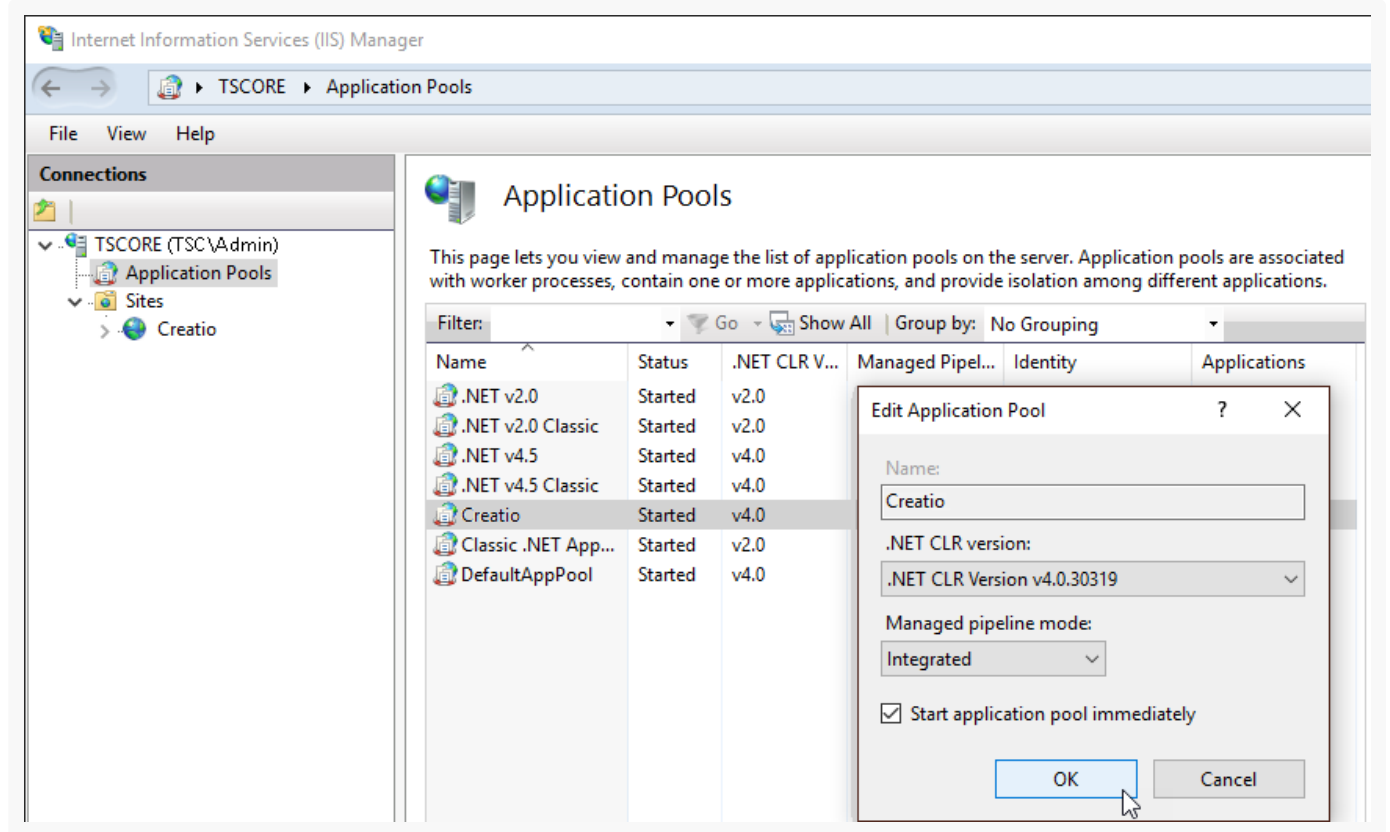 Internet Information Services (IIS) Manager
TSCORE Application Pools
File View Help
Connections
TSCORE (TSC\Admin)
Application Pools
Sites
Creatio
Application Pools
This page lets you view and manage the list of application pools on the server. Application pools are associated
with worker processes, contain one or more applications, and provide isolation among different applications.
Filter: Go Show All Group by: No Grouping
Name Status .NET CLR V... Managed Pipel... Identity Applications
.NET v2.0 Started v2.0
.NET v2.0 Classic Started v2.0
.NET v4.5 Started v4.0
.NET v4.5 Classic Started v4.0
Creatio Started v4.0
Classic .NET App... Started v2.0
DefaultAppPool Started v4.0
Edit Application Pool ?
Name:
Creatio
.NET CLR version:
.NET CLR Version v4.0.30319
Managed pipeline mode:
Integrated
Start application pool immediately
OK Cancel